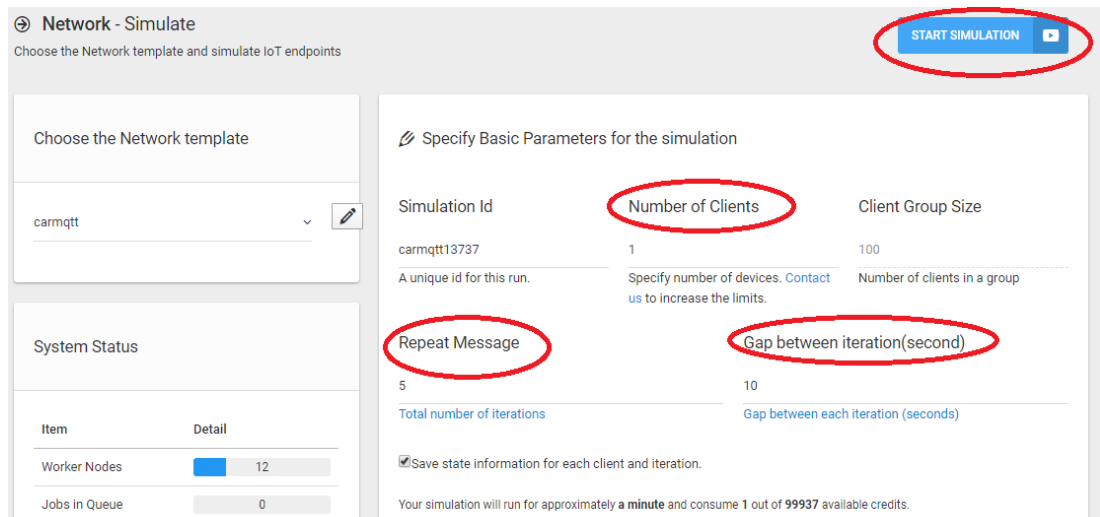 Network - Simulate
Choose the Network template and simulate IoT endpoints
START SIMULATION
Choose the Network template
carmqtt
System Status
Item Detail
Worker Nodes 12
Jobs in Queue 0
Specify Basic Parameters for the simulation
Simulation Id Number of Clients Client Group Size
carmqtt13737 1 100
A unique id for this run. Specify number of devices. Contact Number of clients in a group
us to increase the limits.
Repeat Message Gap between iteration(second)
5 10
Total number of iterations Gap between each iteration (seconds)
Save state information for each client and iteration.
Your simulation will run for approximately a minute and consume 1 out of 99937 available credits.